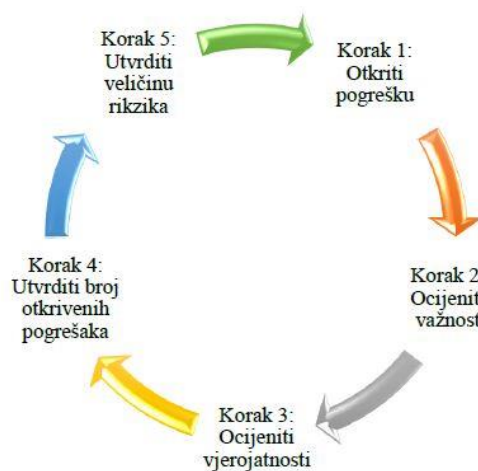 Korak 1:
Otkriti
pogrešku
Korak 2:
Ocijeniti
važnost
Korak 3:
Ocijeniti
vjerojatnosti
Korak 4:
Utvrditi broj
otkrivenih
pogrešaka
Korak 5:
Utvrditi
veličinu
rikzika